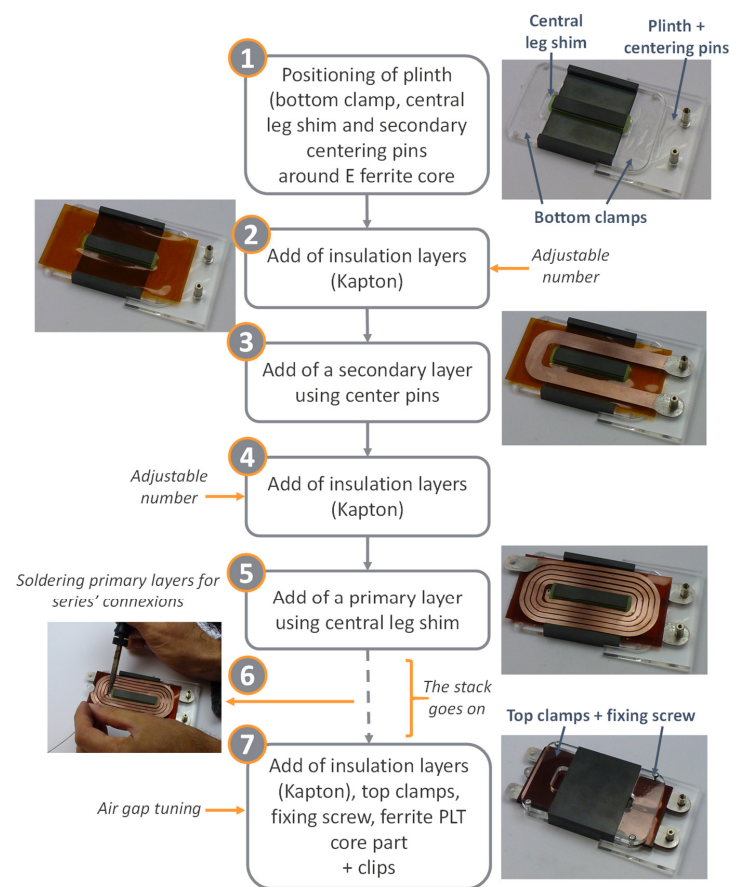 1
Positioning of plinth
(bottom clamp, central
leg shim and secondary
centering pins
around E ferrite core
Central
leg shim
Plinth +
centering pins
Bottom clamps
2
Add of insulation layers
(Kapton)
Adjustable
number
3
Add of a secondary layer
using center pins
4
Adjustable
number
Add of insulation layers
(Kapton)
5
Add of a primary layer
using central leg shim
Soldering primary layers for
series' connexions
6
The stack
goes on
7
Add of insulation layers
(Kapton), top clamps,
fixing screw, ferrite PLT
core part
+ clips
Air gap tuning
Top clamps + fixing screw